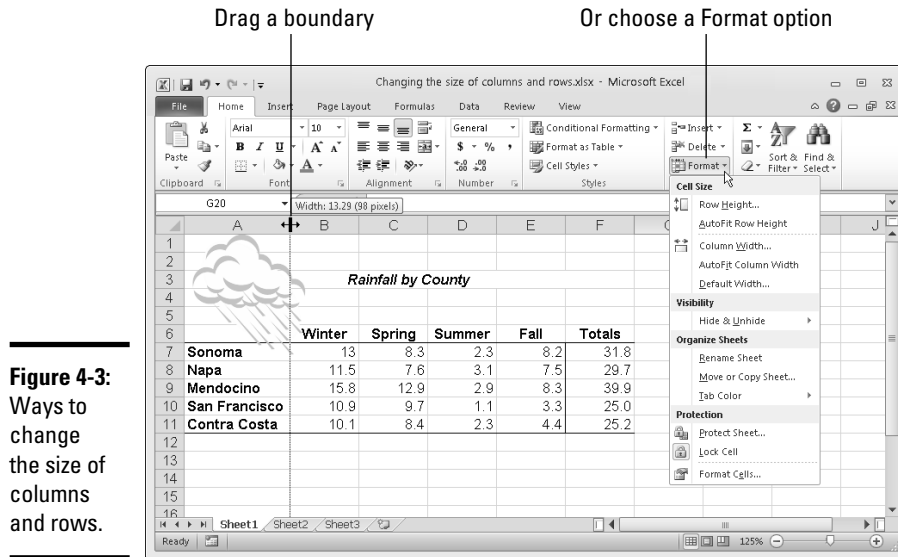 Drag a boundary
Or choose a Format option
Changing the size of columns and rows.xlsx - Microsoft Excel
File Home Insert Page Layout Formulas Data Review View
Paste
Arial 10
B I U
A A
A
General
$ % ,
.0 .00 .00 .0
Conditional Formatting
Format as Table
Cell Styles
Insert
Delete
Format
Σ
Sort & Filter
Find & Select
Clipboard Font Alignment Number Styles
G20
Width: 13.29 (98 pixels)
A B C D E F J
1
2
3 Rainfall by County
4
5
6 Winter Spring Summer Fall Totals
7 Sonoma 13 8.3 2.3 8.2 31.8
8 Napa 11.5 7.6 3.1 7.5 29.7
9 Mendocino 15.8 12.9 2.9 8.3 39.9
10 San Francisco 10.9 9.7 1.1 3.3 25.0
11 Contra Costa 10.1 8.4 2.3 4.4 25.2
12
13
14
15
16
Cell Size
Row Height...
AutoFit Row Height
Column Width...
AutoFit Column Width
Default Width...
Visibility
Hide & Unhide
Organize Sheets
Rename Sheet
Move or Copy Sheet...
Tab Color
Protection
Protect Sheet...
Lock Cell
Format Cells...
Sheet1 Sheet2 Sheet3
Ready
125%
Figure 4-3:
Ways to
change
the size of
columns
and rows.